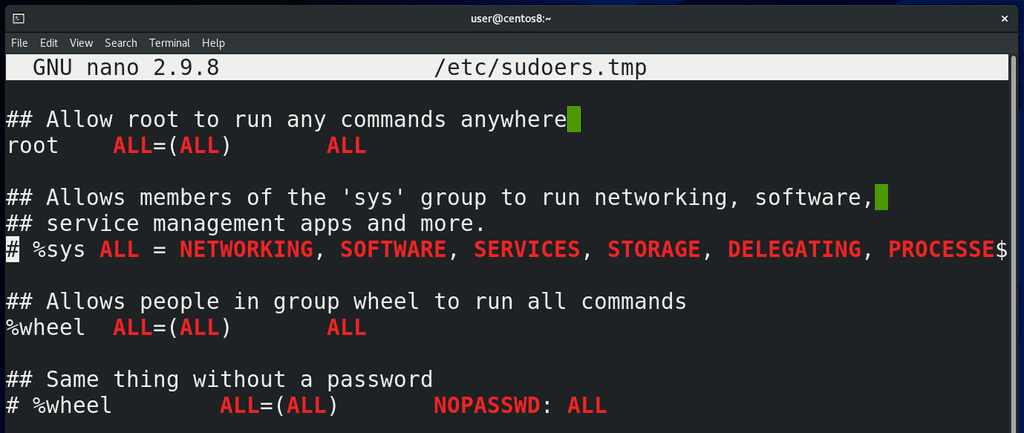 user@centos8:~
×
File Edit View Search Terminal Help
GNU nano 2.9.8 /etc/sudoers.tmp
## Allow root to run any commands anywhere
root ALL=(ALL) ALL
## Allows members of the 'sys' group to run networking, software,
## service management apps and more.
# %sys ALL = NETWORKING, SOFTWARE, SERVICES, STORAGE, DELEGATING, PROCESSE$
## Allows people in group wheel to run all commands
%wheel ALL=(ALL) ALL
## Same thing without a password
# %wheel ALL=(ALL) NOPASSWD: ALL